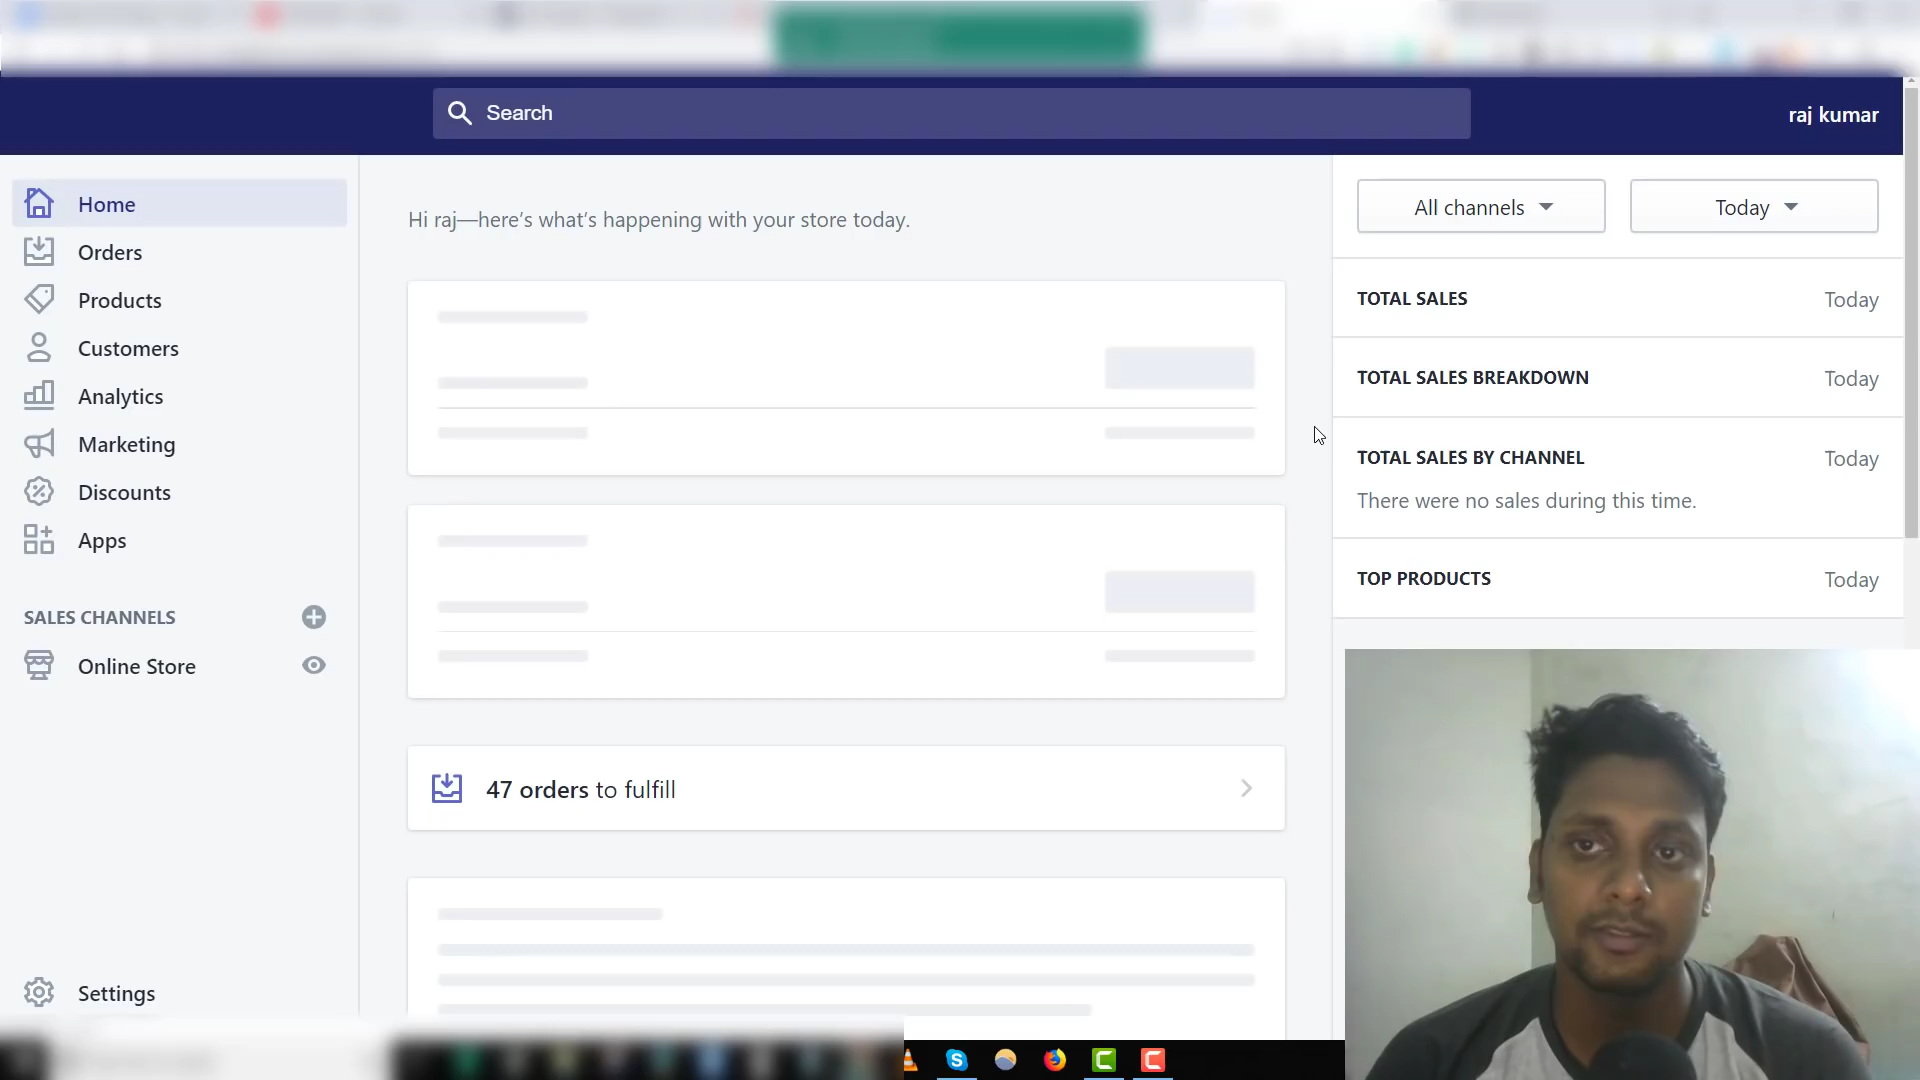 Search
raj kumar
Home
Orders
Products
Customers
Analytics
Marketing
Discounts
Apps
SALES CHANNELS
Online Store
Settings
Hi raj—here's what's happening with your store today.
47 orders to fulfill
All channels
Today
TOTAL SALES Today
TOTAL SALES BREAKDOWN Today
TOTAL SALES BY CHANNEL Today
There were no sales during this time.
TOP PRODUCTS Today